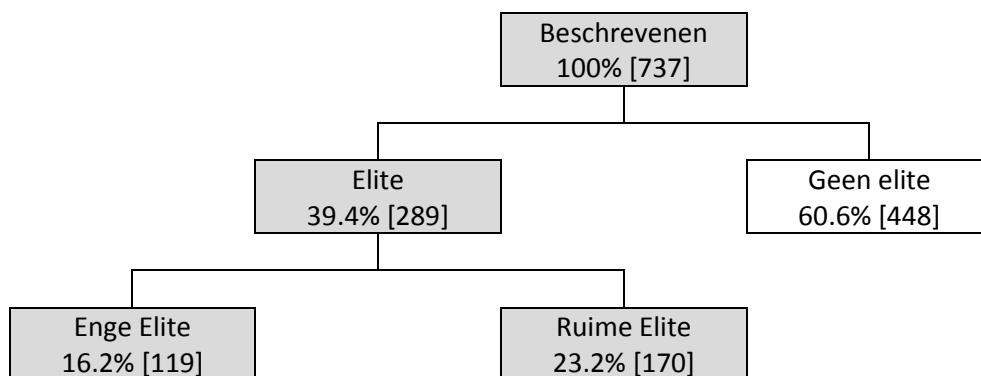 Beschrevenen
100% [737]
Elite
39.4% [289]
Geen elite
60.6% [448]
Enge Elite
16.2% [119]
Ruime Elite
23.2% [170]